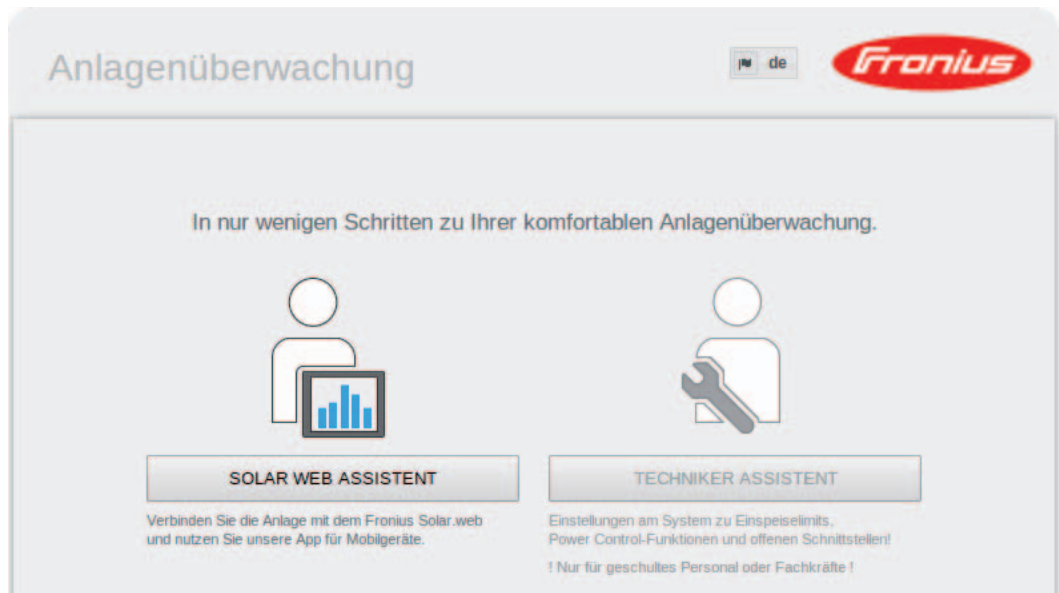 Anlagenüberwachung
de
Fronius
In nur wenigen Schritten zu Ihrer komfortablen Anlagenüberwachung.
SOLAR WEB ASSISTENT
Verbinden Sie die Anlage mit dem Fronius Solar.web
und nutzen Sie unsere App für Mobilgeräte.
TECHNIKER ASSISTENT
Einstellungen am System zu Einspeiselimits,
Power Control-Funktionen und offenen Schnittstellen!
! Nur für geschultes Personal oder Fachkräfte !